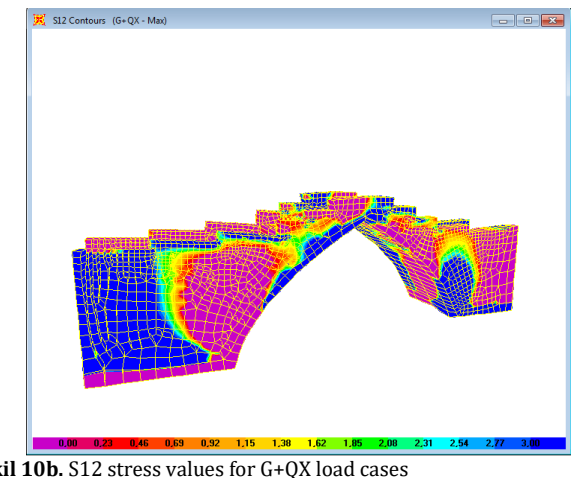 S12 Contours (G+QX - Max)
0,00 0,23 0,46 0,69 0,92 1,15 1,38 1,62 1,85 2,08 2,31 2,54 2,77 3,00
kil 10b. S12 stress values for G+QX load cases